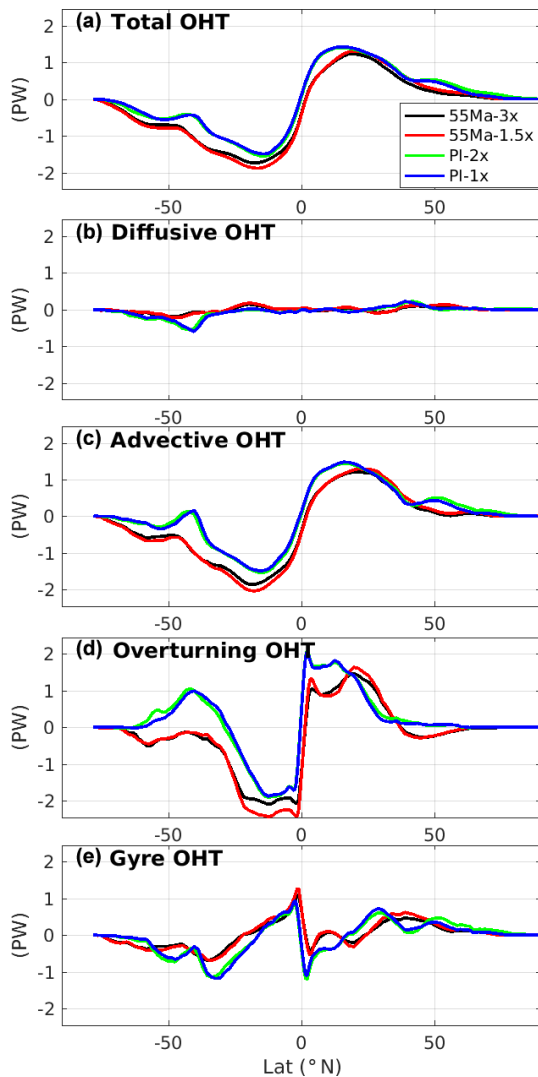 (a) Total OHT
2
1
0
-1
-2
(PW)
55Ma-3x
55Ma-1.5x
PI-2x
PI-1x
-50
0
50
(b) Diffusive OHT
2
1
0
-1
-2
(PW)
-50
0
50
(c) Advective OHT
2
1
0
-1
-2
(PW)
-50
0
50
(d) Overturning OHT
2
1
0
-1
-2
(PW)
-50
0
50
(e) Gyre OHT
2
1
0
-1
-2
(PW)
-50
0
50
Lat (°N)